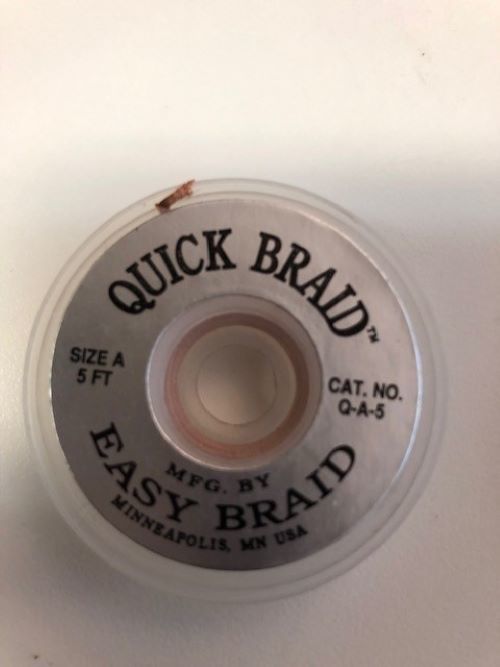 QUICK BRAID™
SIZE A
5 FT
CAT. NO.
Q-A-5
MFG. BY
EASY BRAID
MINNEAPOLIS, MN USA